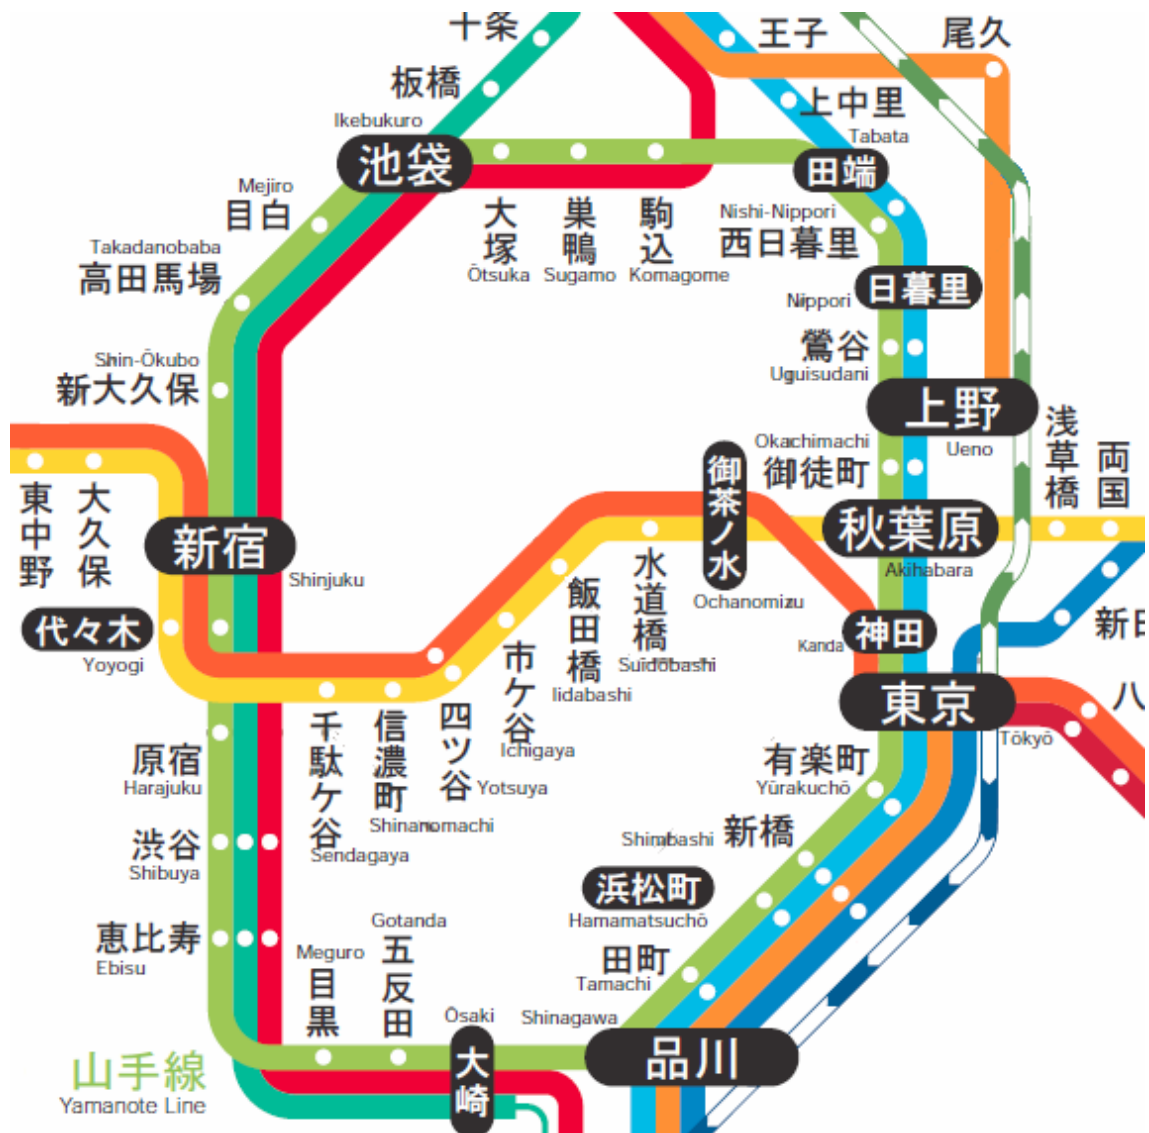 十条
王子
尾久
板橋
上中里
Ikebukuro
Tabata
池袋
田端
Mejiro
目白
大塚
Ōtsuka
巣鴨
Sugamo
駒込
Komagome
Nishi-Nippori
西日暮里
Takadanobaba
高田馬場
日暮里
Nippori
鶯谷
Uguisudani
Shin-Ōkubo
新大久保
上野
Ueno
Okachimachi
御徒町
浅草橋
両国
東中野
大久保
新宿
Shinjuku
御茶ノ水
Ochanomizu
秋葉原
Akihabara
水道橋
Suidōbashi
飯田橋
Iidabashi
代々木
Yoyogi
市ケ谷
Ichigaya
神田
Kanda
新日
東京
Tōkyō
八
千駄ケ谷
Sendagaya
信濃町
Shinanomachi
四ツ谷
Yotsuya
原宿
Harajuku
有楽町
Yūrakuchō
渋谷
Shibuya
Shimbashi
新橋
浜松町
Hamamatsuchō
恵比寿
Ebisu
Meguro
目黒
Gotanda
五反田
田町
Tamachi
Ōsaki
大崎
Shinagawa
品川
山手線
Yamanote Line